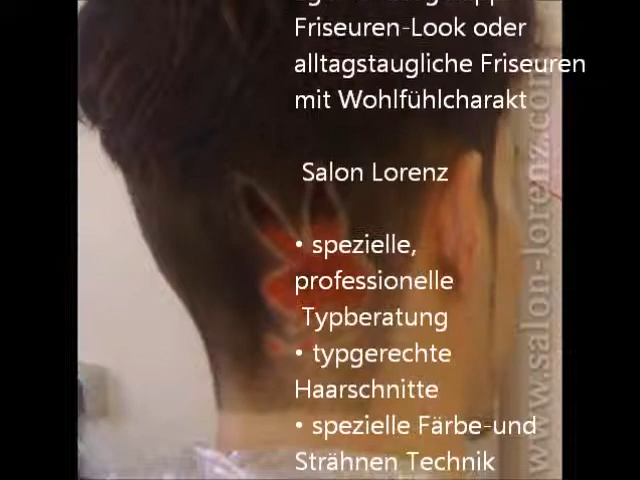 Friseuren-Look oder
alltagstaugliche Friseuren
mit Wohlfühlcharakt
Salon Lorenz
• spezielle,
professionelle
Typberatung
• typgerechte
Haarschnitte
• spezielle Färbe-und
Strähnen Technik
www.salon-lorenz.com